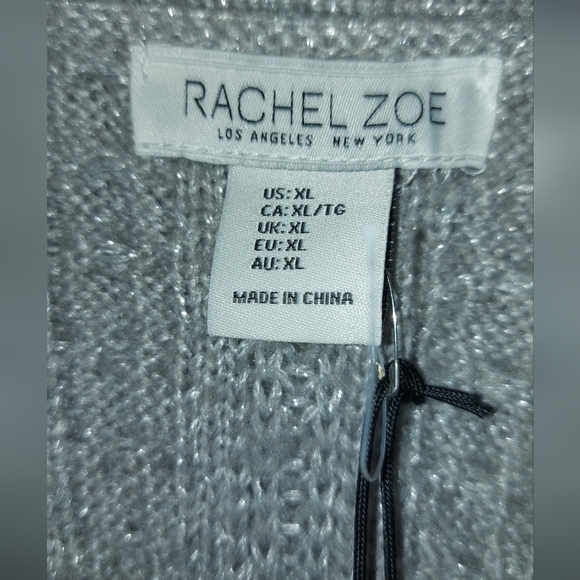 RACHEL ZOE
LOS ANGELES NEW YORK
US: XL
CA: XL/TG
UK: XL
EU: XL
AU: XL
MADE IN CHINA